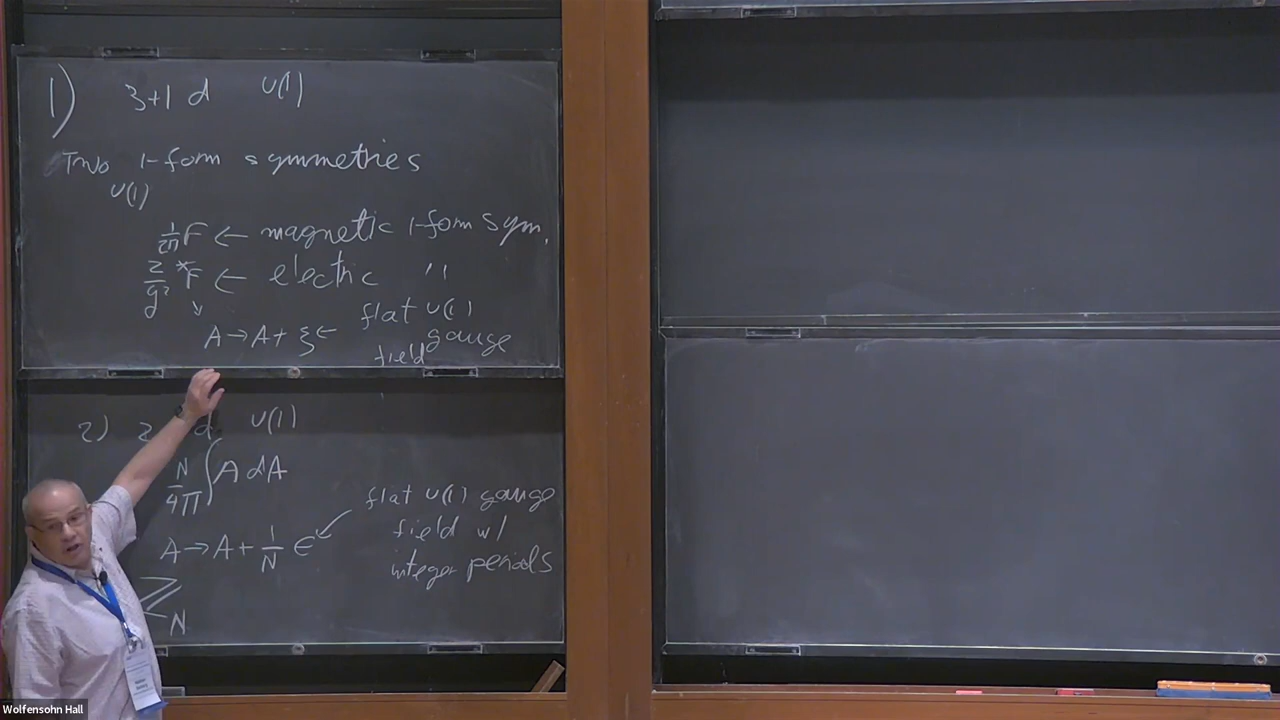 1) 3+1 d U(1)
Two 1-form symmetries
U(1)
1/2π F ← magnetic 1-form sym.
2/g² *F ← electric "
↓
A → A + ξ ← flat U(1)
gauge
field
2) 2 d U(1)
N/4π ∫ A dA
flat U(1) gauge
A → A + 1/N ϵ
field w/
integer periods
ℤ_N
Wolfensohn Hall